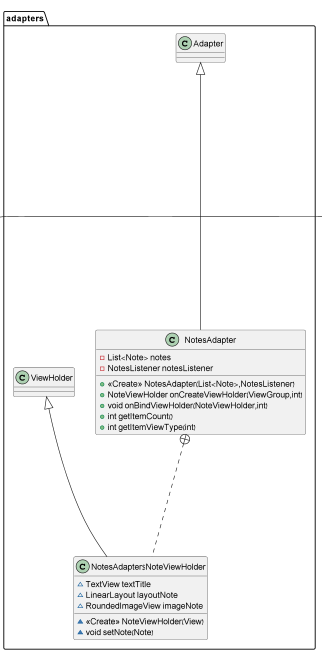 adapters
C Adapter
C NotesAdapter
List<Note> notes
NotesListener notesListener
«Create» NotesAdapter(List<Note>,NotesListener)
NoteViewHolder onCreateViewHolder(ViewGroup,int)
void onBindViewHolder(NoteViewHolder,int)
int getItemCount()
int getItemViewType(int)
C ViewHolder
C NotesAdaptersNoteViewHolder
TextView textTitle
LinearLayout layoutNote
RoundedImageView imageNote
«Create» NoteViewHolder(View)
void setNote(Note)